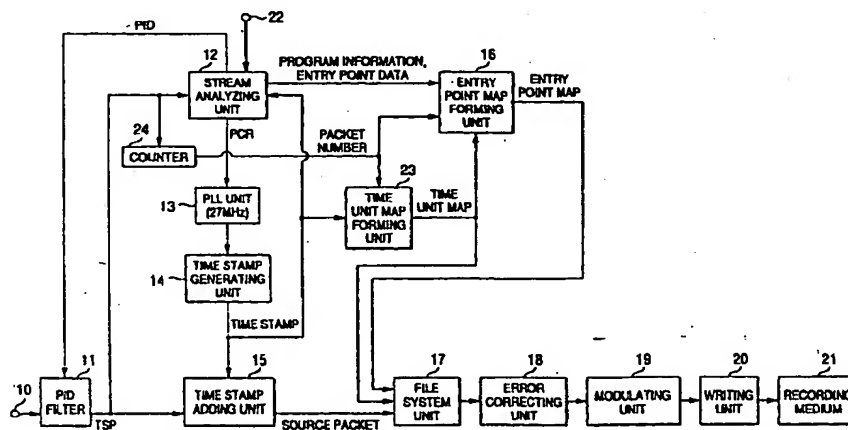 PID
22
12
STREAM
ANALYZING
UNIT
PROGRAM INFORMATION,
ENTRY POINT DATA
16
ENTRY
POINT MAP
FORMING
UNIT
ENTRY
POINT MAP
24
COUNTER
PCR
PACKET
NUMBER
13
PLL UNIT
(27MHz)
23
TIME
UNIT MAP
FORMING
UNIT
TIME
UNIT MAP
14
TIME STAMP
GENERATING
UNIT
TIME STAMP
10
11
PID
FILTER
TSP
15
TIME STAMP
ADDING UNIT
SOURCE PACKET
17
FILE
SYSTEM
UNIT
18
ERROR
CORRECTING
UNIT
19
MODULATING
UNIT
20
WRITING
UNIT
21
RECORDING
MEDIUM